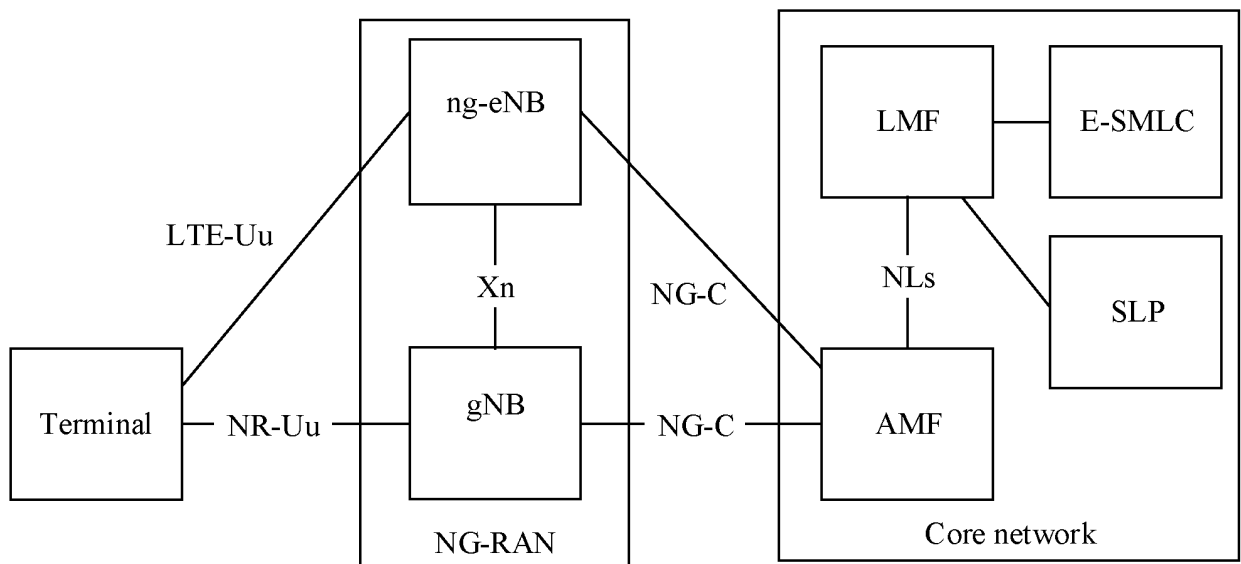 ng-eNB
LMF
E-SMLC
LTE-Uu
Xn
NG-C
NLs
SLP
Terminal
NR-Uu
gNB
NG-C
AMF
NG-RAN
Core network